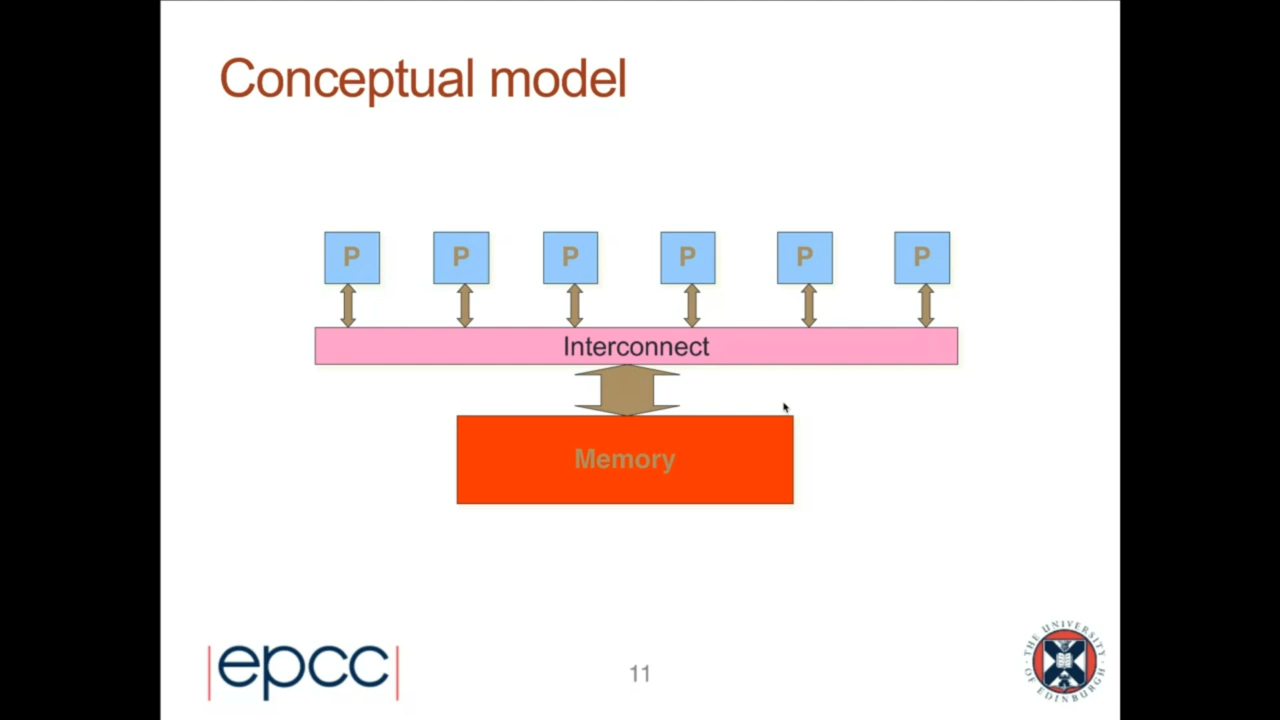 Conceptual model
P P P P P P
Interconnect
Memory
epcc
11
THE UNIVERSITY OF EDINBURGH